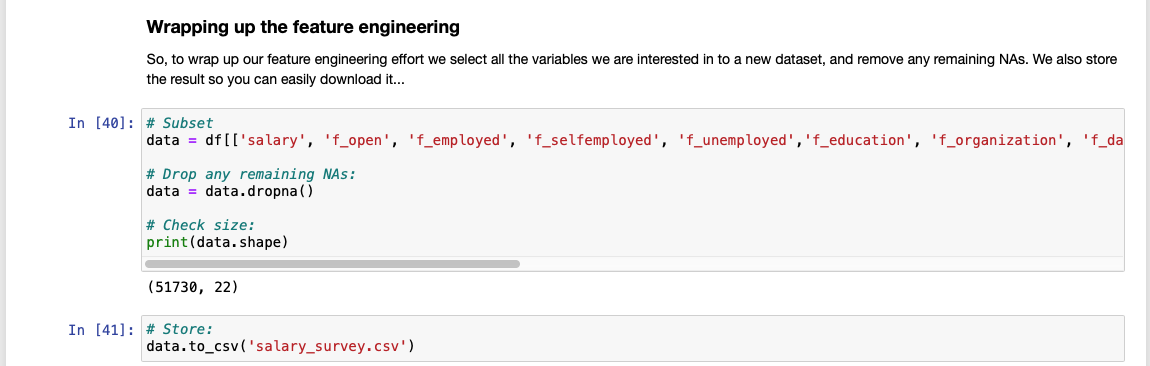 Wrapping up the feature engineering
So, to wrap up our feature engineering effort we select all the variables we are interested in to a new dataset, and remove any remaining NAs. We also store
the result so you can easily download it...
In [40]: # Subset
data = df[['salary', 'f_open', 'f_employed', 'f_selfemployed', 'f_unemployed','f_education', 'f_organization', 'f_da
# Drop any remaining NAs:
data = data.dropna()
# Check size:
print(data.shape)
(51730, 22)
In [41]: # Store:
data.to_csv('salary_survey.csv')